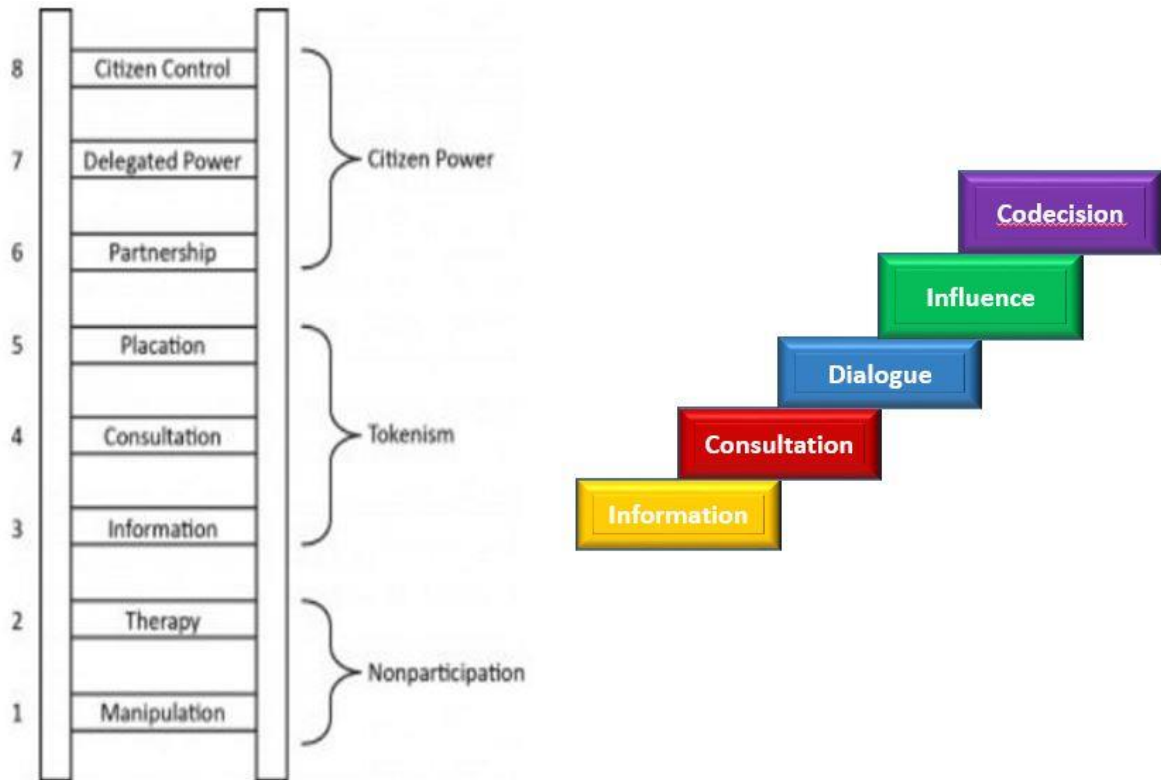 8 Citizen Control
7 Delegated Power
Citizen Power
6 Partnership
5 Placation
4 Consultation
Tokenism
3 Information
2 Therapy
Nonparticipation
1 Manipulation
Codecision
Influence
Dialogue
Consultation
Information